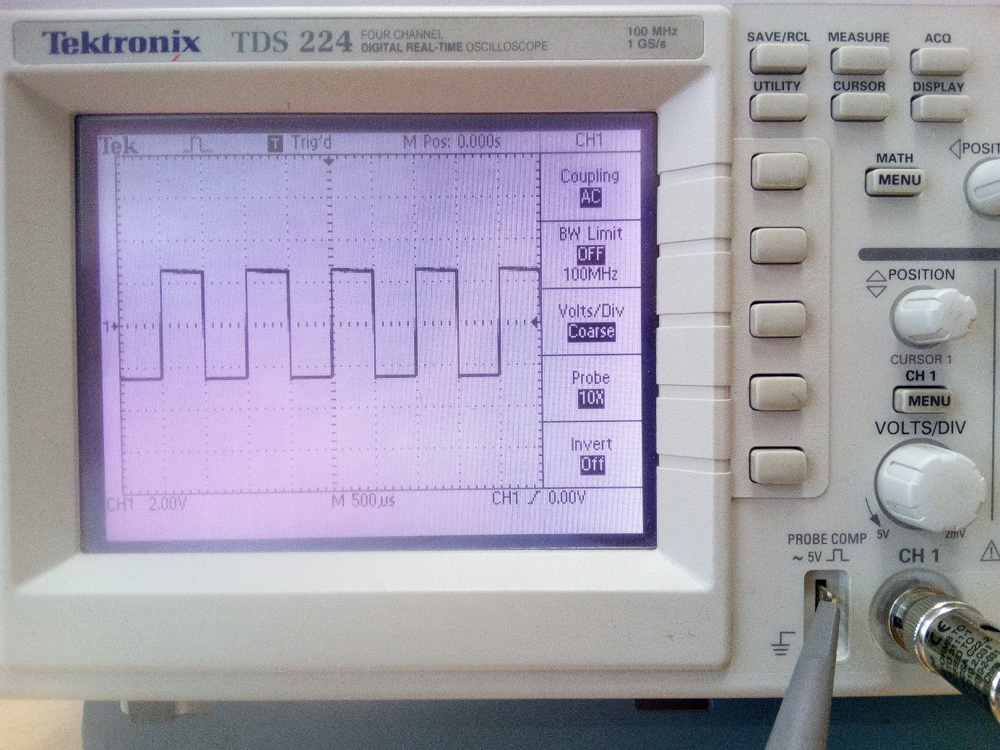 Tektronix TDS 224 FOUR CHANNEL
DIGITAL REAL-TIME OSCILLOSCOPE
100 MHz
1 GS/s
SAVE/RCL MEASURE ACQ
UTILITY CURSOR DISPLAY
Tek T Trig'd M Pos: 0.000s CH1
Coupling
AC
BW Limit
OFF
100MHz
Volts/Div
Coarse
Probe
10X
Invert
Off
1
CH1 2.00V M 500µs CH1 0.00V
MATH
MENU
POSITION
CURSOR 1
CH 1
MENU
VOLTS/DIV
5V 2mV
PROBE COMP
~ 5V
CH 1